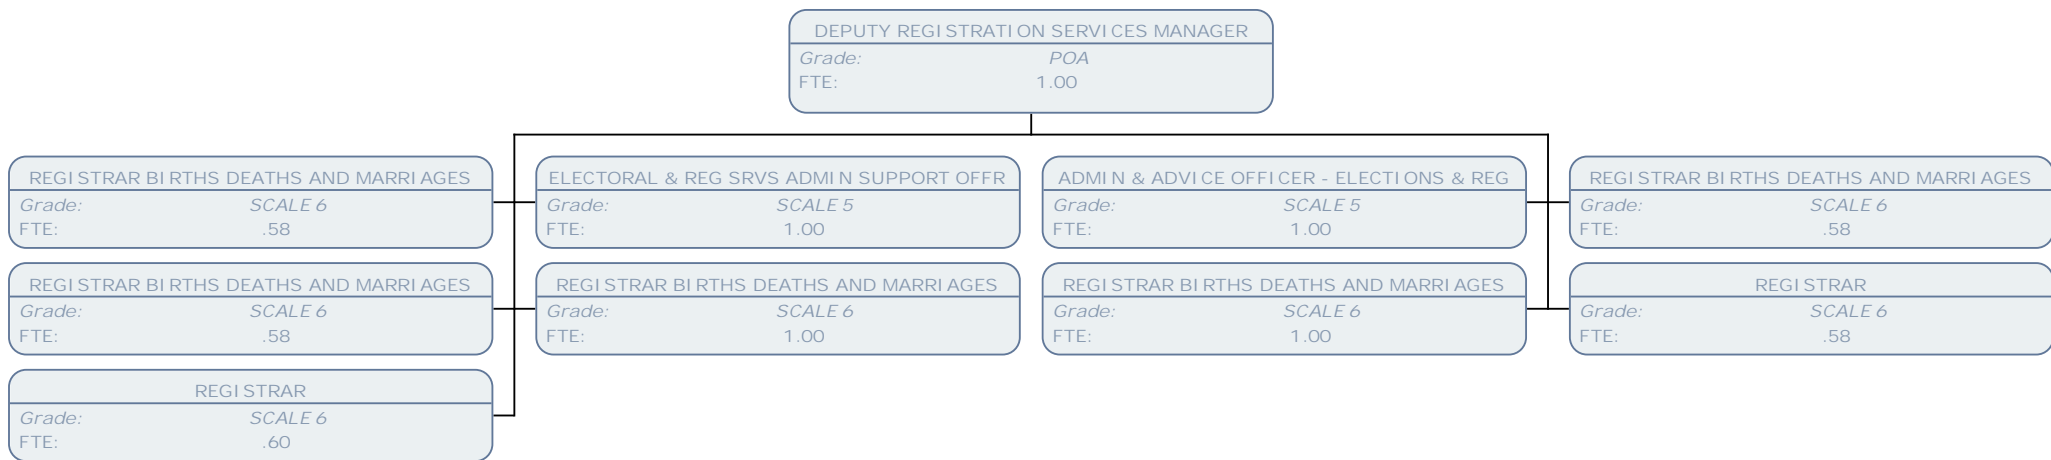 DEPUTY REGISTRATION SERVICES MANAGER
Grade: POA
FTE: 1.00
REGISTRAR BIRTHS DEATHS AND MARRIAGES
Grade: SCALE 6
FTE: .58
ELECTORAL & REG SRVS ADMIN SUPPORT OFFR
Grade: SCALE 5
FTE: 1.00
ADMIN & ADVICE OFFICER - ELECTIONS & REG
Grade: SCALE 5
FTE: 1.00
REGISTRAR BIRTHS DEATHS AND MARRIAGES
Grade: SCALE 6
FTE: .58
REGISTRAR BIRTHS DEATHS AND MARRIAGES
Grade: SCALE 6
FTE: .58
REGISTRAR BIRTHS DEATHS AND MARRIAGES
Grade: SCALE 6
FTE: 1.00
REGISTRAR BIRTHS DEATHS AND MARRIAGES
Grade: SCALE 6
FTE: 1.00
REGISTRAR
Grade: SCALE 6
FTE: .58
REGISTRAR
Grade: SCALE 6
FTE: .60